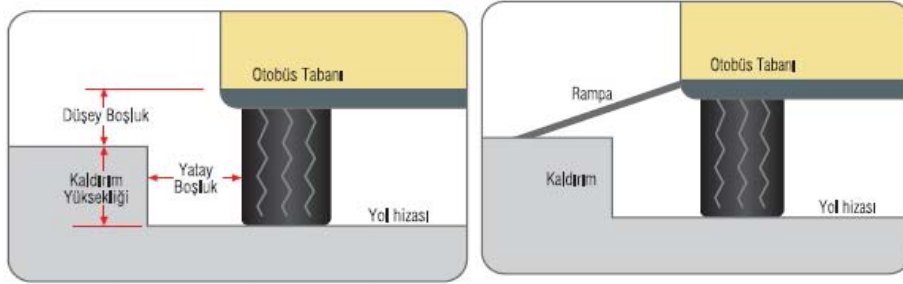 Otobüs Tabanı
Düşey Boşluk
Yatay
Boşluk
Kaldırım
Yüksekliği
Yol hizası
Otobüs Tabanı
Rampa
Kaldırım
Yol hizası